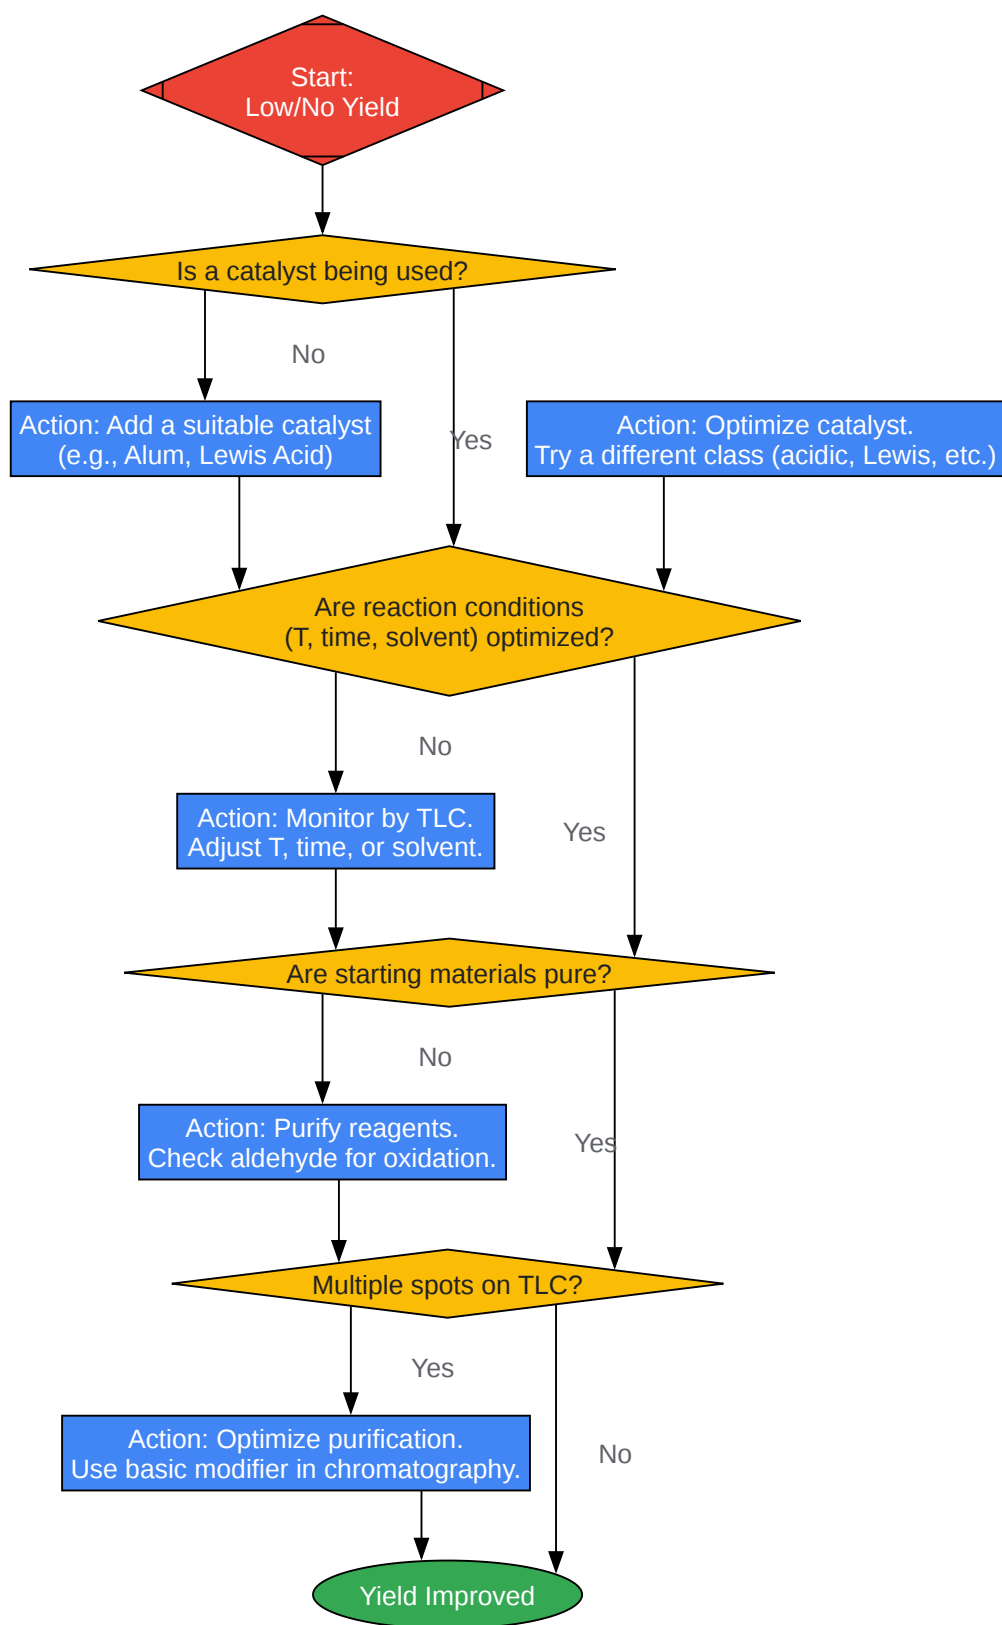 Start:
Low/No Yield
Is a catalyst being used?
No
Action: Add a suitable catalyst
(e.g., Alum, Lewis Acid)
Yes
Action: Optimize catalyst.
Try a different class (acidic, Lewis, etc.)
Are reaction conditions
(T, time, solvent) optimized?
No
Action: Monitor by TLC.
Adjust T, time, or solvent.
Yes
Are starting materials pure?
No
Action: Purify reagents.
Check aldehyde for oxidation.
Yes
Multiple spots on TLC?
Yes
Action: Optimize purification.
Use basic modifier in chromatography.
No
Yield Improved